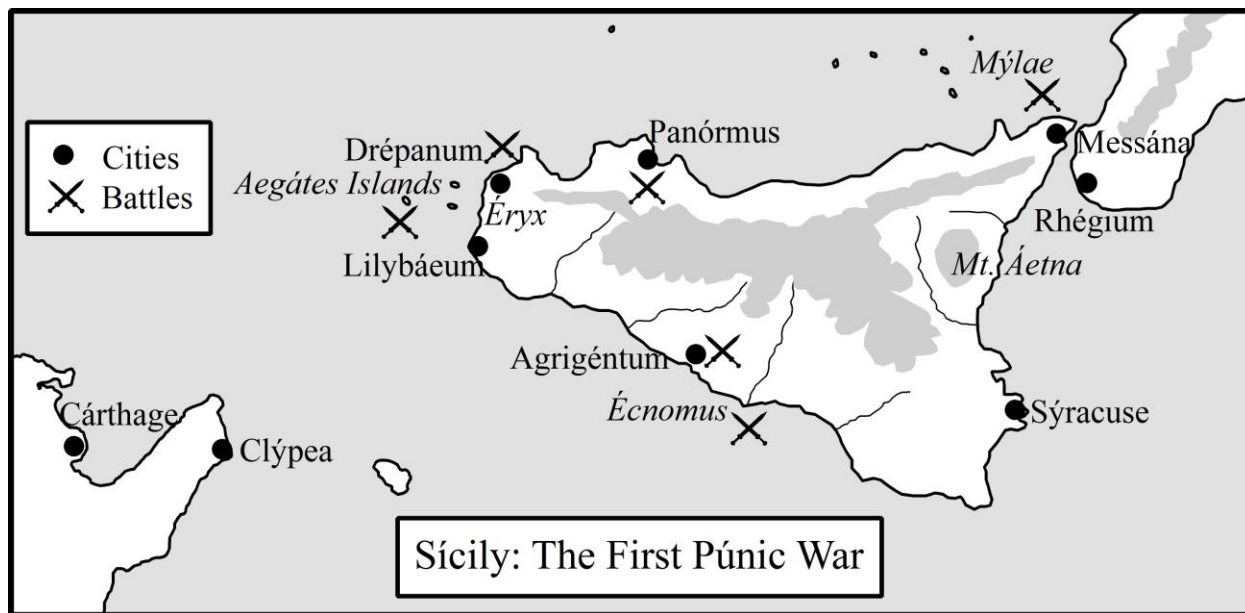 Mýlae
Cities
Battles
Drépanum
Panórmus
Messána
Aegátes Islands
Éryx
Rhégium
Lilybáeum
Mt. Áetna
Agrigéntum
Écnomus
Sýracuse
Cárthage
Clýpea
Sícily: The First Púnic War